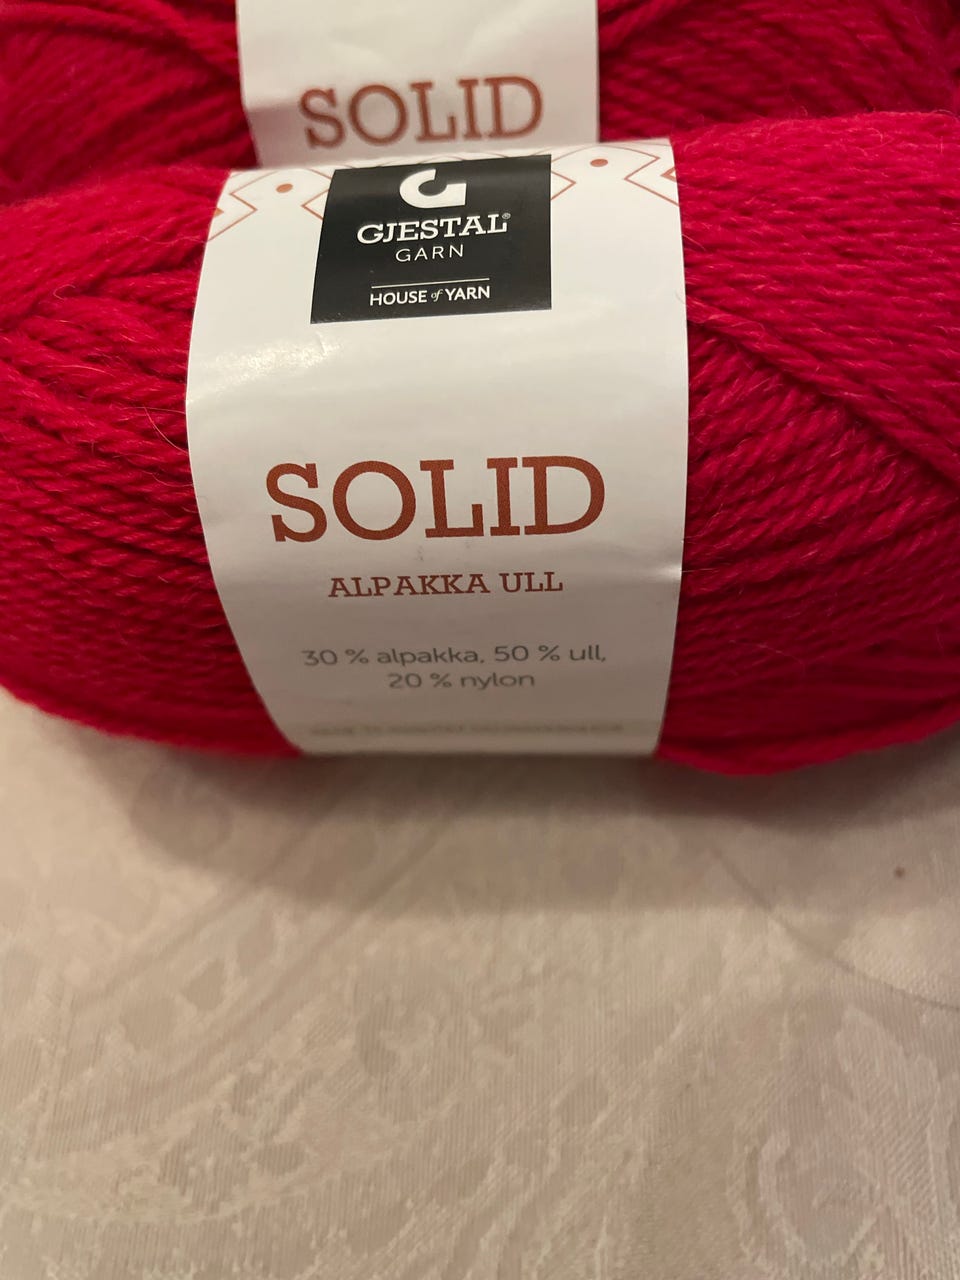 SOLID
GJESTAL®
GARN
HOUSE of YARN
SOLID
ALPAKKA ULL
30 % alpakka, 50 % ull,
20 % nylon